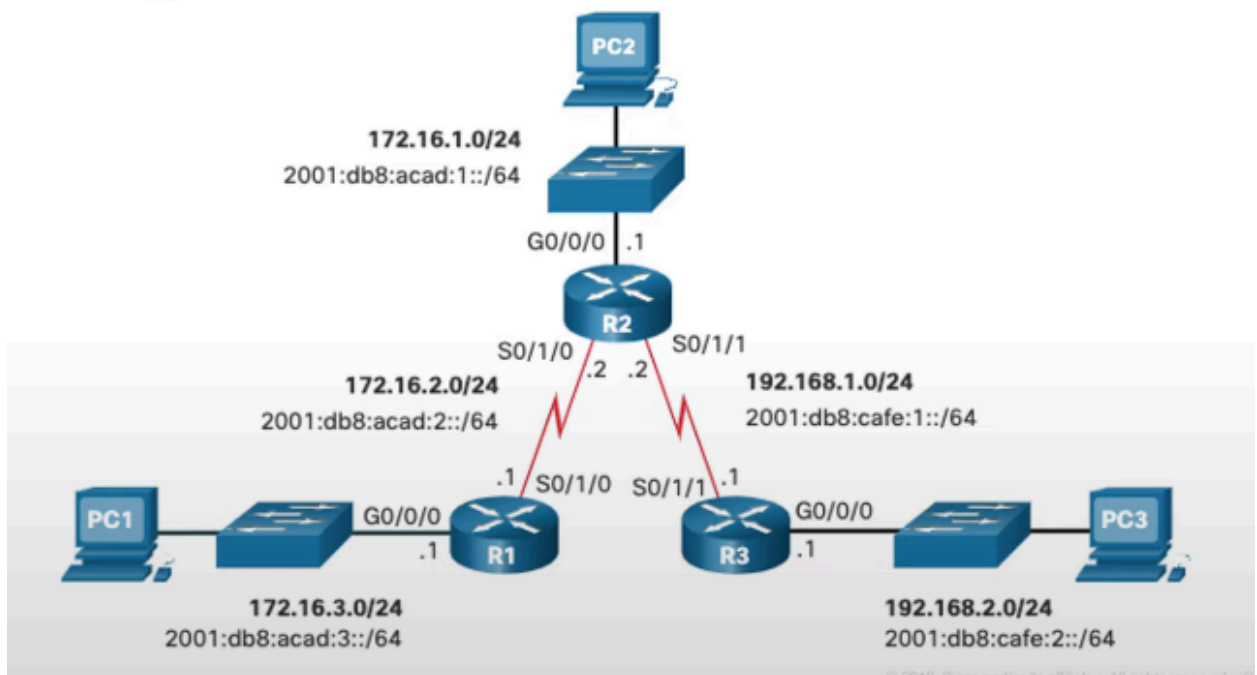 PC2
172.16.1.0/24
2001:db8:acad:1::/64
G0/0/0 .1
R2
S0/1/0 S0/1/1
.2 .2
172.16.2.0/24 192.168.1.0/24
2001:db8:acad:2::/64 2001:db8:cafe:1::/64
.1 S0/1/0 S0/1/1 .1
PC1 G0/0/0 R1 R3 G0/0/0 PC3
.1 .1
172.16.3.0/24 192.168.2.0/24
2001:db8:acad:3::/64 2001:db8:cafe:2::/64